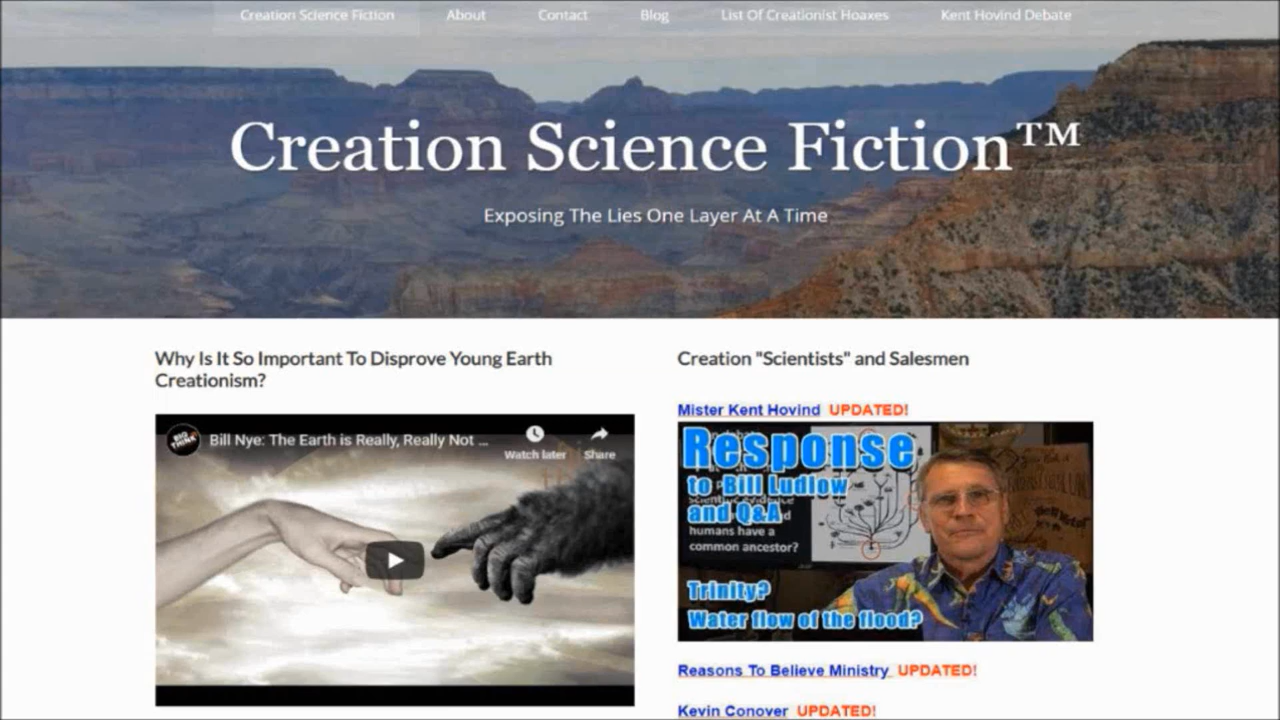 Creation Science Fiction About Contact Blog List Of Creationist Hoaxes Kent Hovind Debate
Creation Science Fiction™
Exposing The Lies One Layer At A Time
Why Is It So Important To Disprove Young Earth
Creationism?
BIG THINK
Bill Nye: The Earth is Really, Really Not ...
Watch later Share
Creation "Scientists" and Salesmen
Mister Kent Hovind UPDATED!
Response
to Bill Ludlow
and Q&A
humans have a
common ancestor?
Trinity?
Water flow of the flood?
Reasons To Believe Ministry UPDATED!
Kevin Conover UPDATED!